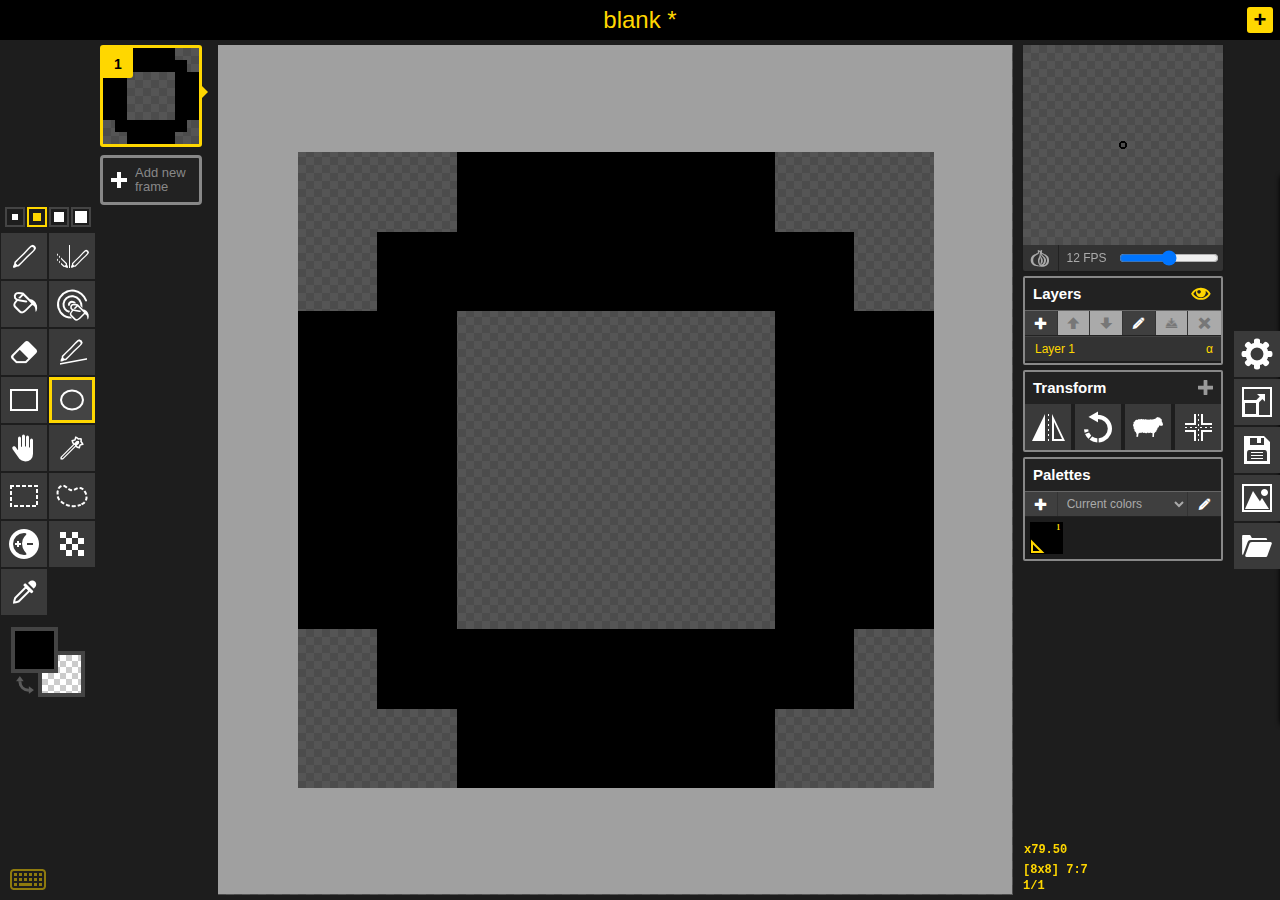 blank *
+
1
Add new
frame
12 FPS
Layers
Layer 1
α
Transform
Palettes
Current colors
1
x79.50
[8x8] 7:7
1/1